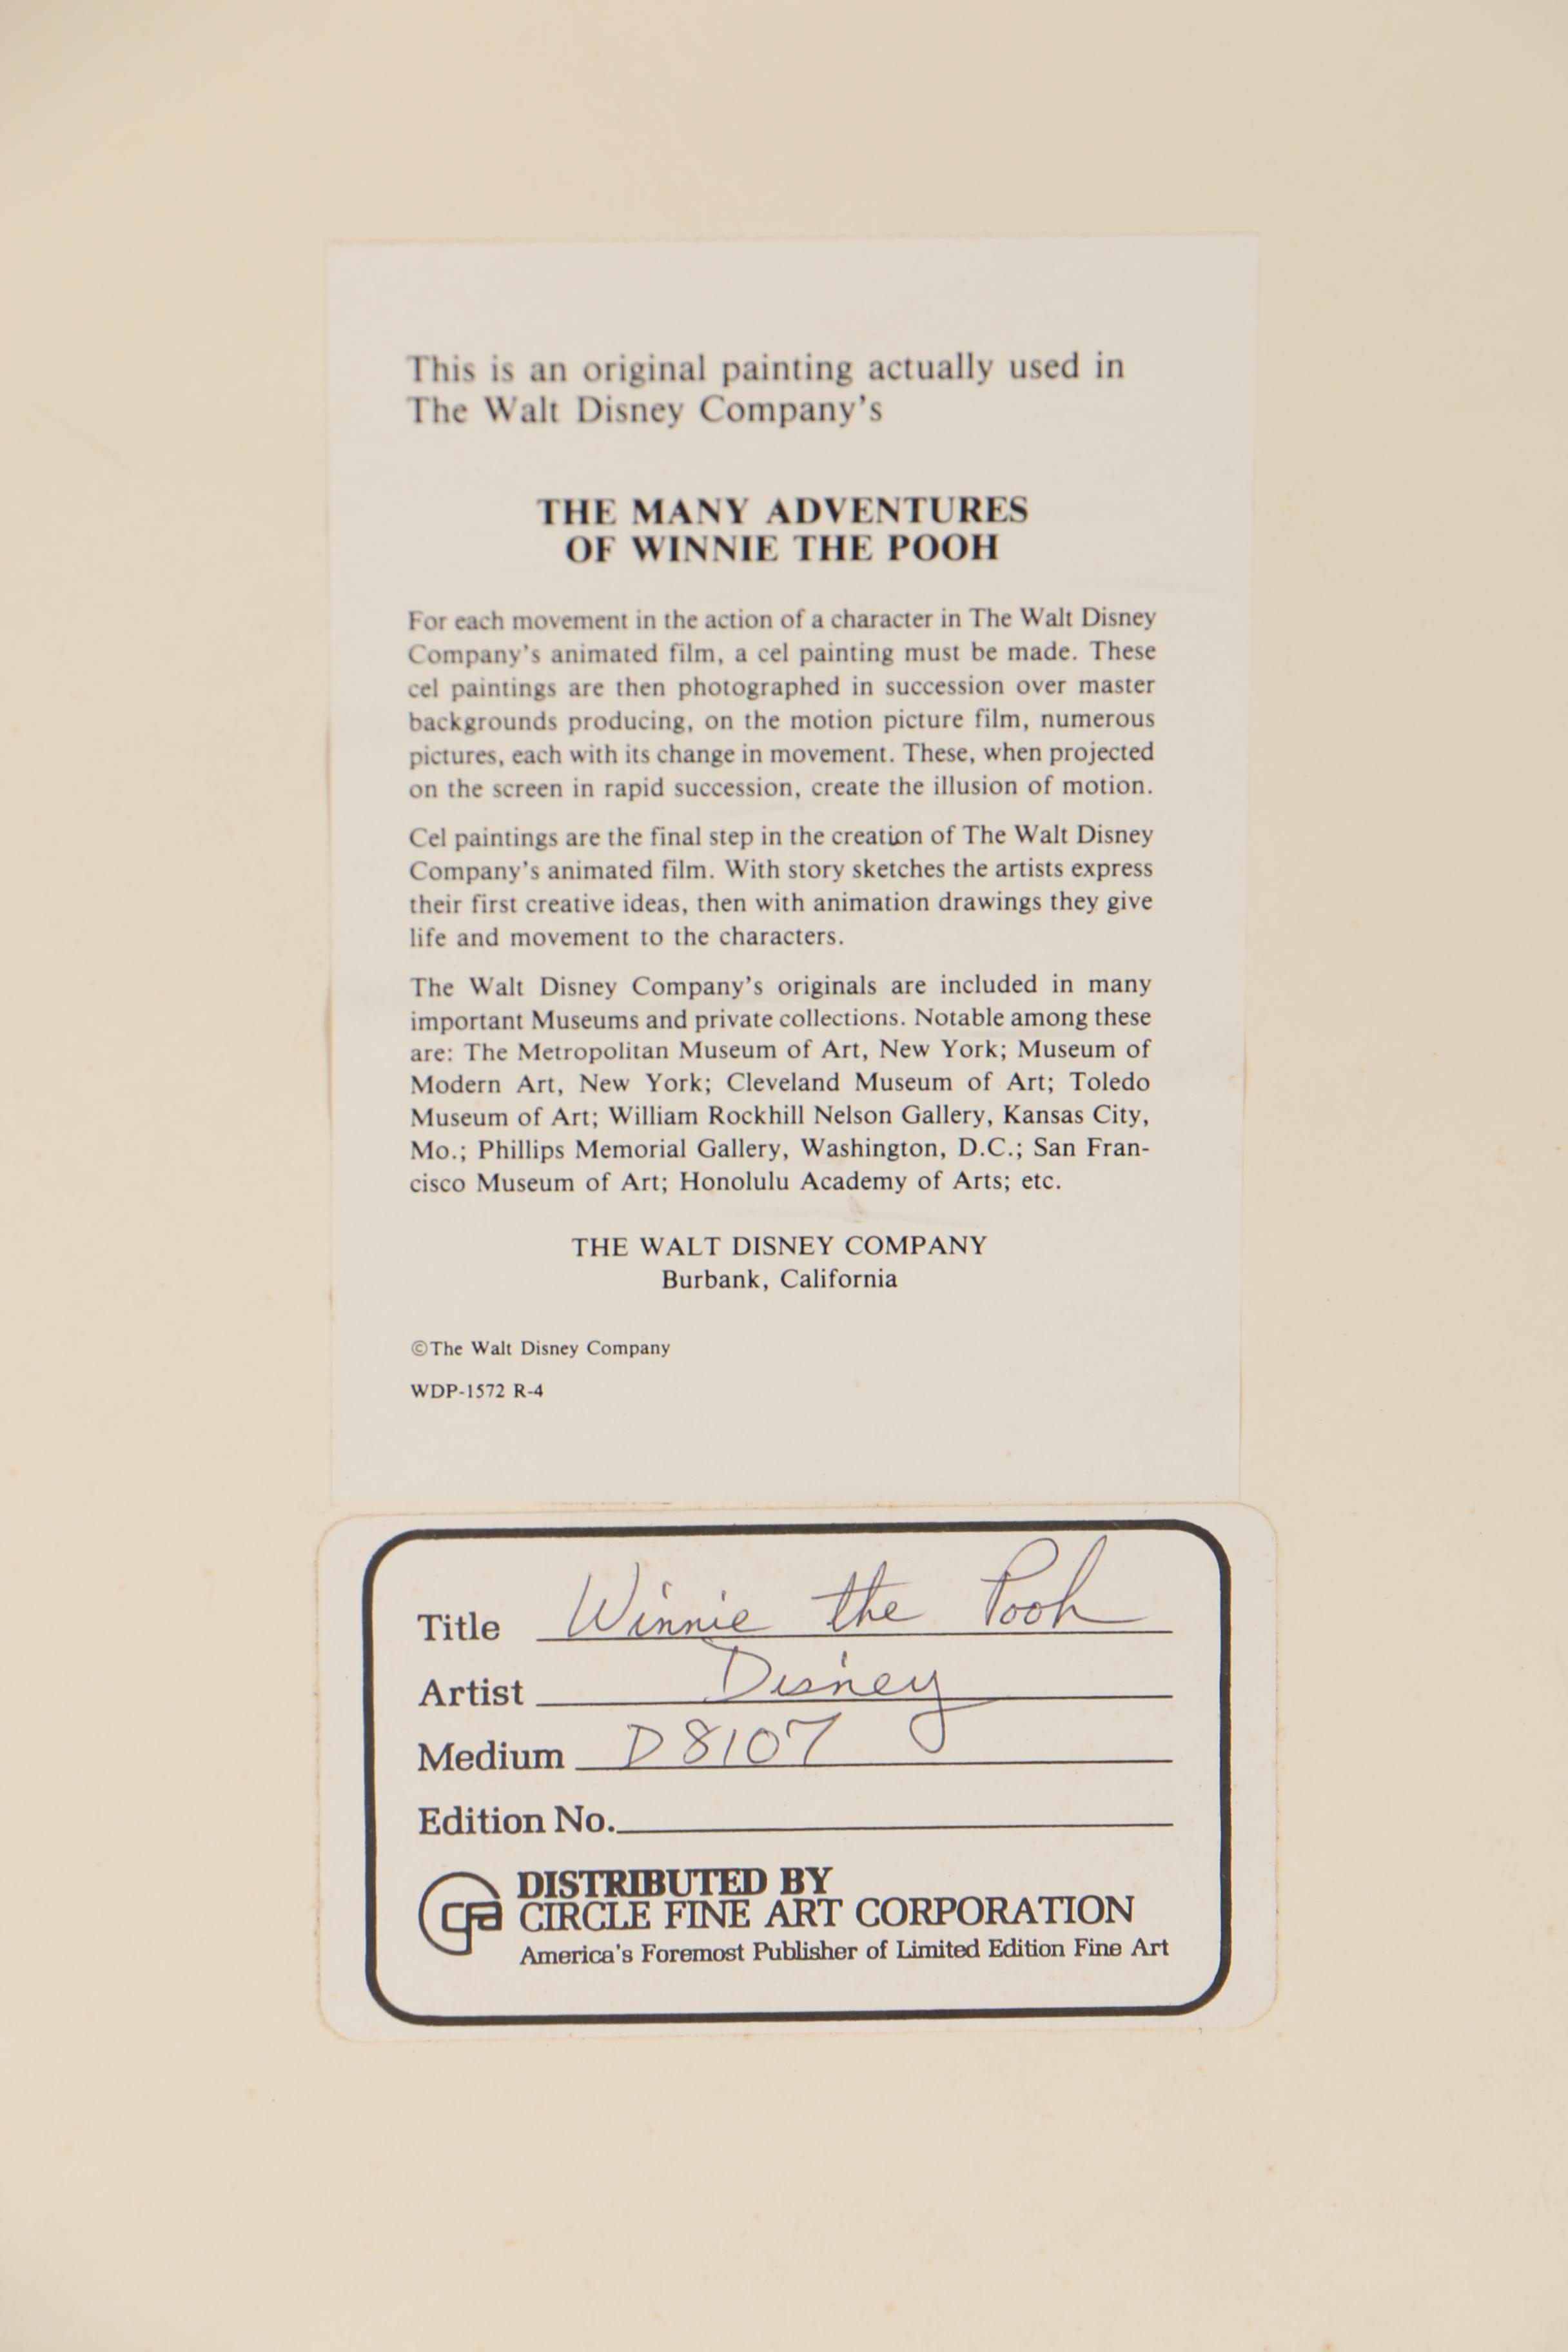 This is an original painting actually used in
The Walt Disney Company's
THE MANY ADVENTURES
OF WINNIE THE POOH
For each movement in the action of a character in The Walt Disney
Company's animated film, a cel painting must be made. These
cel paintings are then photographed in succession over master
backgrounds producing, on the motion picture film, numerous
pictures, each with its change in movement. These, when projected
on the screen in rapid succession, create the illusion of motion.
Cel paintings are the final step in the creation of The Walt Disney
Company's animated film. With story sketches the artists express
their first creative ideas, then with animation drawings they give
life and movement to the characters.
The Walt Disney Company's originals are included in many
important Museums and private collections. Notable among these
are: The Metropolitan Museum of Art, New York; Museum of
Modern Art, New York; Cleveland Museum of Art; Toledo
Museum of Art; William Rockhill Nelson Gallery, Kansas City,
Mo.; Phillips Memorial Gallery, Washington, D.C.; San Fran-
cisco Museum of Art; Honolulu Academy of Arts; etc.
THE WALT DISNEY COMPANY
Burbank, California
©The Walt Disney Company
WDP-1572 R-4
Title Winnie the Pooh
Artist Disney
Medium D8107
Edition No.
cfa DISTRIBUTED BY
CIRCLE FINE ART CORPORATION
America's Foremost Publisher of Limited Edition Fine Art